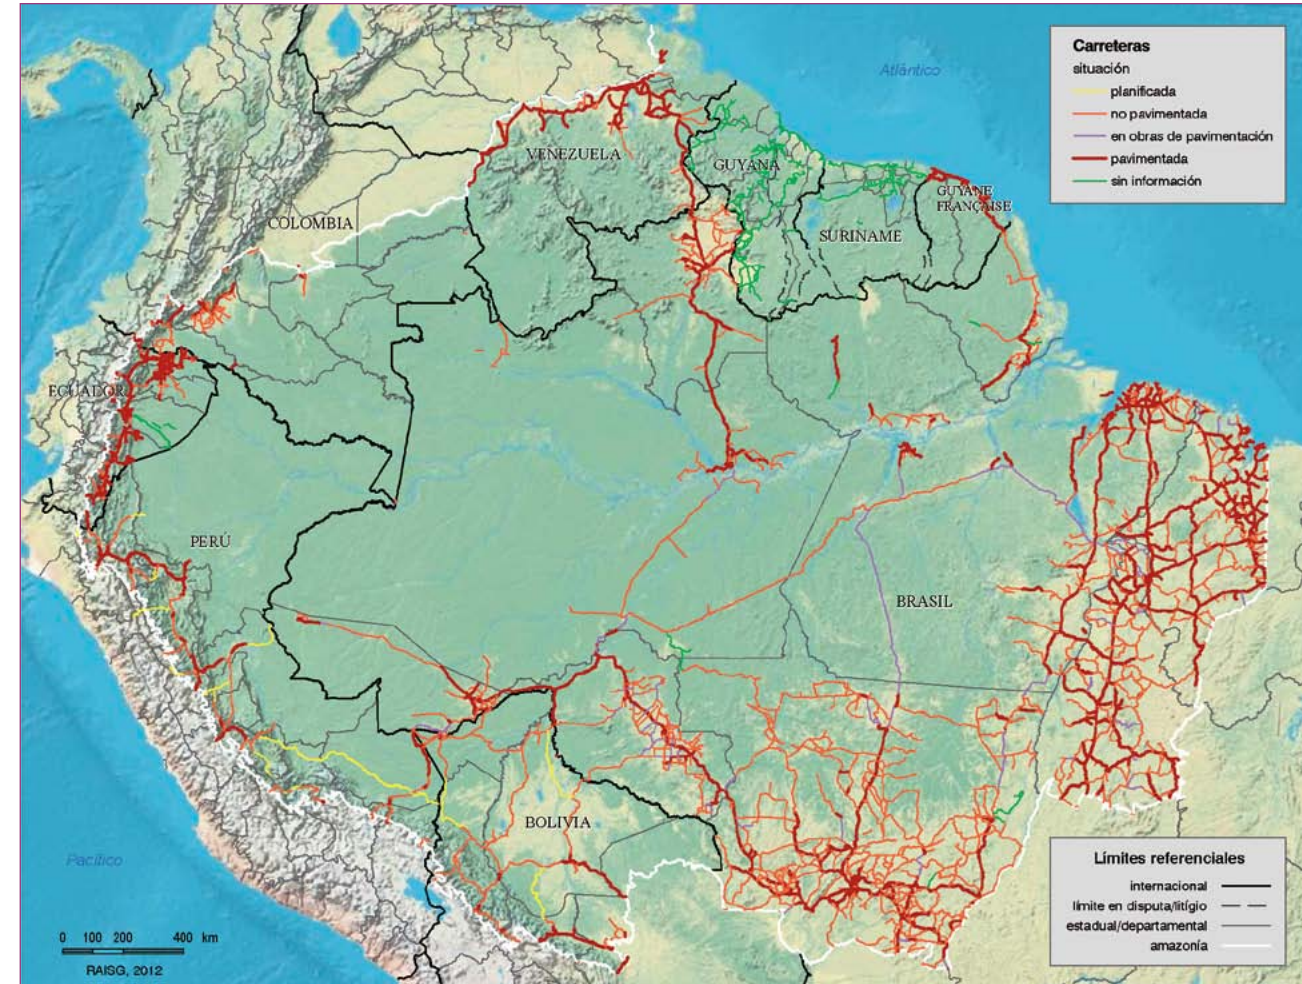 Carreteras
situación
planificada
no pavimentada
en obras de pavimentación
pavimentada
sin información
Atlántico
VENEZUELA
GUYANA
GUYANE
FRANÇAISE
COLOMBIA
SURINAME
ECUADOR
PERÚ
BRASIL
BOLIVIA
Pacífico
Límites referenciales
internacional
límite en disputa/litígio
estadual/departamental
amazonía
0 100 200 400 km
RAISG, 2012